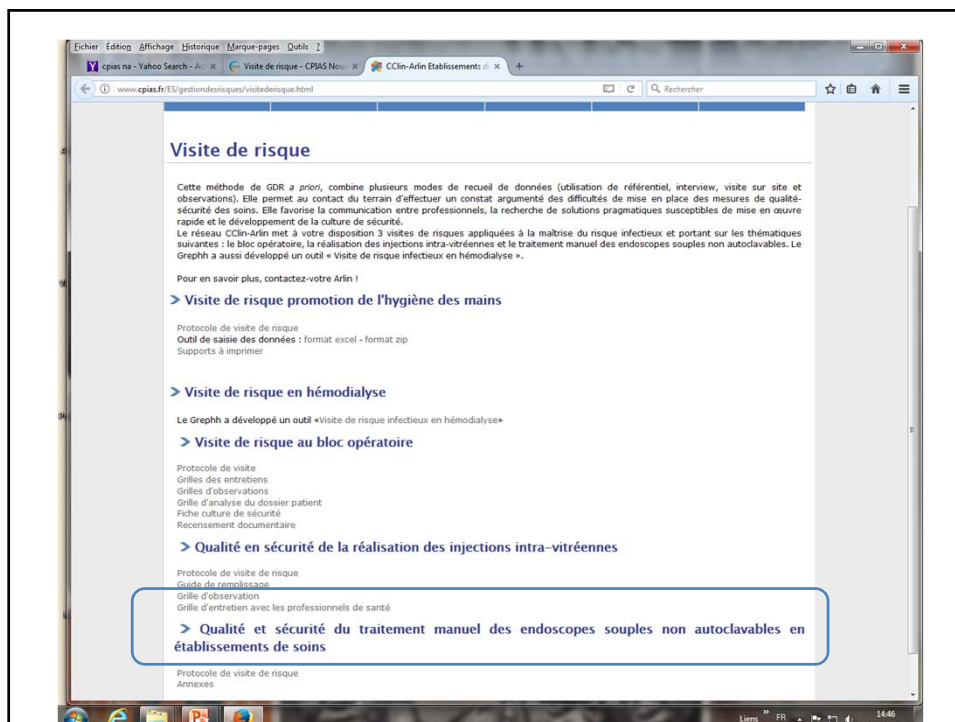 Fichier Édition Affichage Historique Marque-pages Outils ?
cpias na - Yahoo Search - Ac
Visite de risque - CPIAS Nouv
CClin-Arlin Etablissements de
www.cpias.fr/ES/gestiondesrisques/visitederisque.html
Rechercher
Visite de risque
Cette méthode de GDR a priori, combine plusieurs modes de recueil de données (utilisation de référentiel, interview, visite sur site et
observations). Elle permet au contact du terrain d'effectuer un constat argumenté des difficultés de mise en place des mesures de qualité-
sécurité des soins. Elle favorise la communication entre professionnels, la recherche de solutions pragmatiques susceptibles de mise en œuvre
rapide et le développement de la culture de sécurité.
Le réseau CClin-Arlin met à votre disposition 3 visites de risques appliquées à la maîtrise du risque infectieux et portant sur les thématiques
suivantes : le bloc opératoire, la réalisation des injections intra-vitréennes et le traitement manuel des endoscopes souples non autoclavables. Le
Grephh a aussi développé un outil « Visite de risque infectieux en hémodialyse ».
Pour en savoir plus, contactez-votre Arlin !
> Visite de risque promotion de l'hygiène des mains
Protocole de visite de risque
Outil de saisie des données : format excel - format zip
Supports à imprimer
> Visite de risque en hémodialyse
Le Grephh a développé un outil «Visite de risque infectieux en hémodialyse»
> Visite de risque au bloc opératoire
Protocole de visite
Grilles des entretiens
Grilles d'observations
Grille d'analyse du dossier patient
Fiche culture de sécurité
Recensement documentaire
> Qualité en sécurité de la réalisation des injections intra-vitréennes
Protocole de visite de risque
Guide de remplissage
Grille d'observation
Grille d'entretien avec les professionnels de santé
> Qualité et sécurité du traitement manuel des endoscopes souples non autoclavables en
établissements de soins
Protocole de visite de risque
Annexes
Liens » FR 14:46